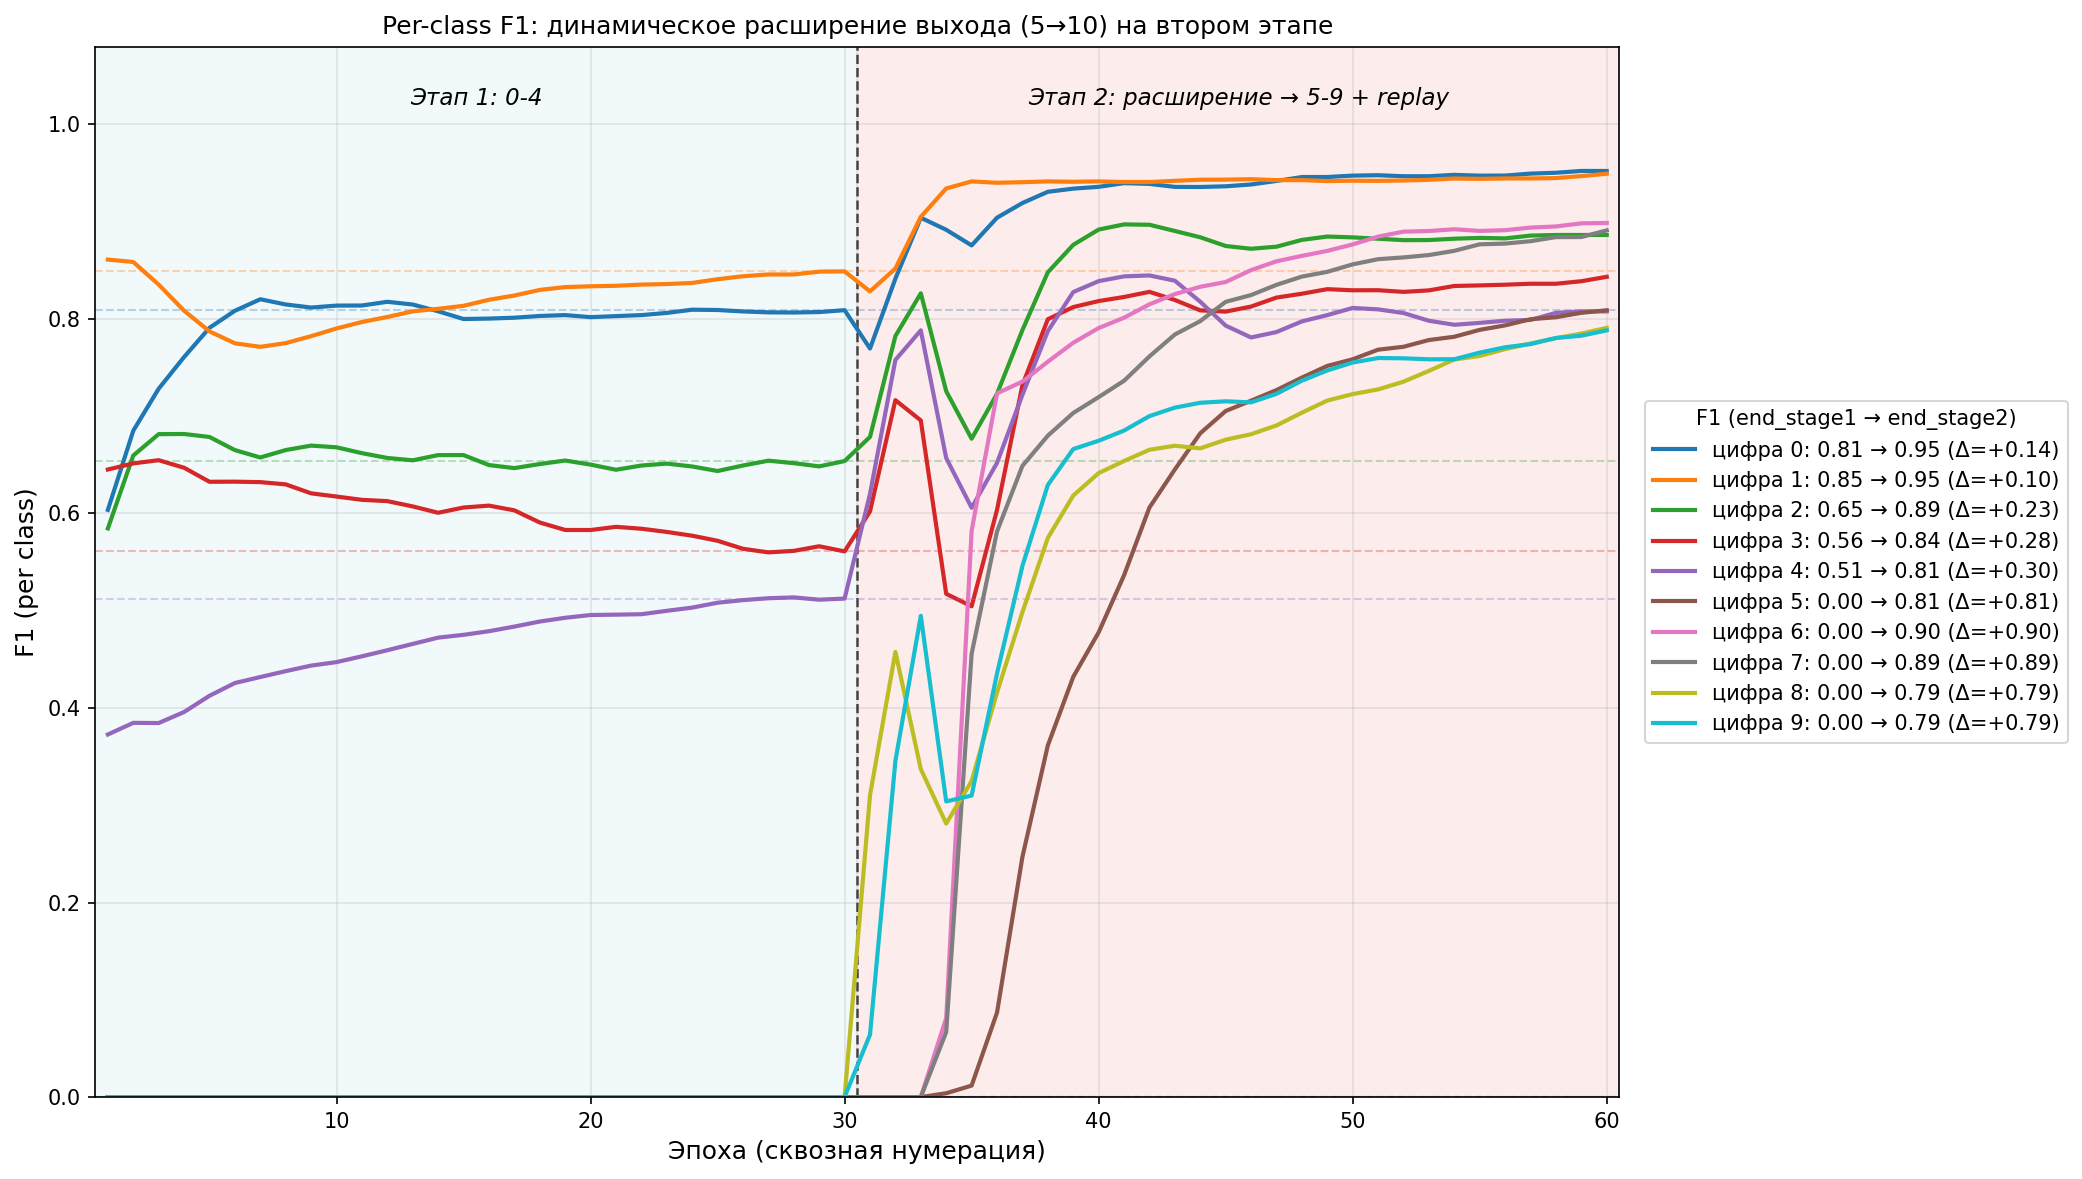 Per-class F1: динамическое расширение выхода (5→10) на втором этапе
Этап 1: 0-4
Этап 2: расширение → 5-9 + replay
1.0
0.8
0.6
0.4
0.2
0.0
F1 (per class)
10
20
30
40
50
60
Эпоха (сквозная нумерация)
F1 (end_stage1 → end_stage2)
цифра 0: 0.81 → 0.95 (Δ=+0.14)
цифра 1: 0.85 → 0.95 (Δ=+0.10)
цифра 2: 0.65 → 0.89 (Δ=+0.23)
цифра 3: 0.56 → 0.84 (Δ=+0.28)
цифра 4: 0.51 → 0.81 (Δ=+0.30)
цифра 5: 0.00 → 0.81 (Δ=+0.81)
цифра 6: 0.00 → 0.90 (Δ=+0.90)
цифра 7: 0.00 → 0.89 (Δ=+0.89)
цифра 8: 0.00 → 0.79 (Δ=+0.79)
цифра 9: 0.00 → 0.79 (Δ=+0.79)